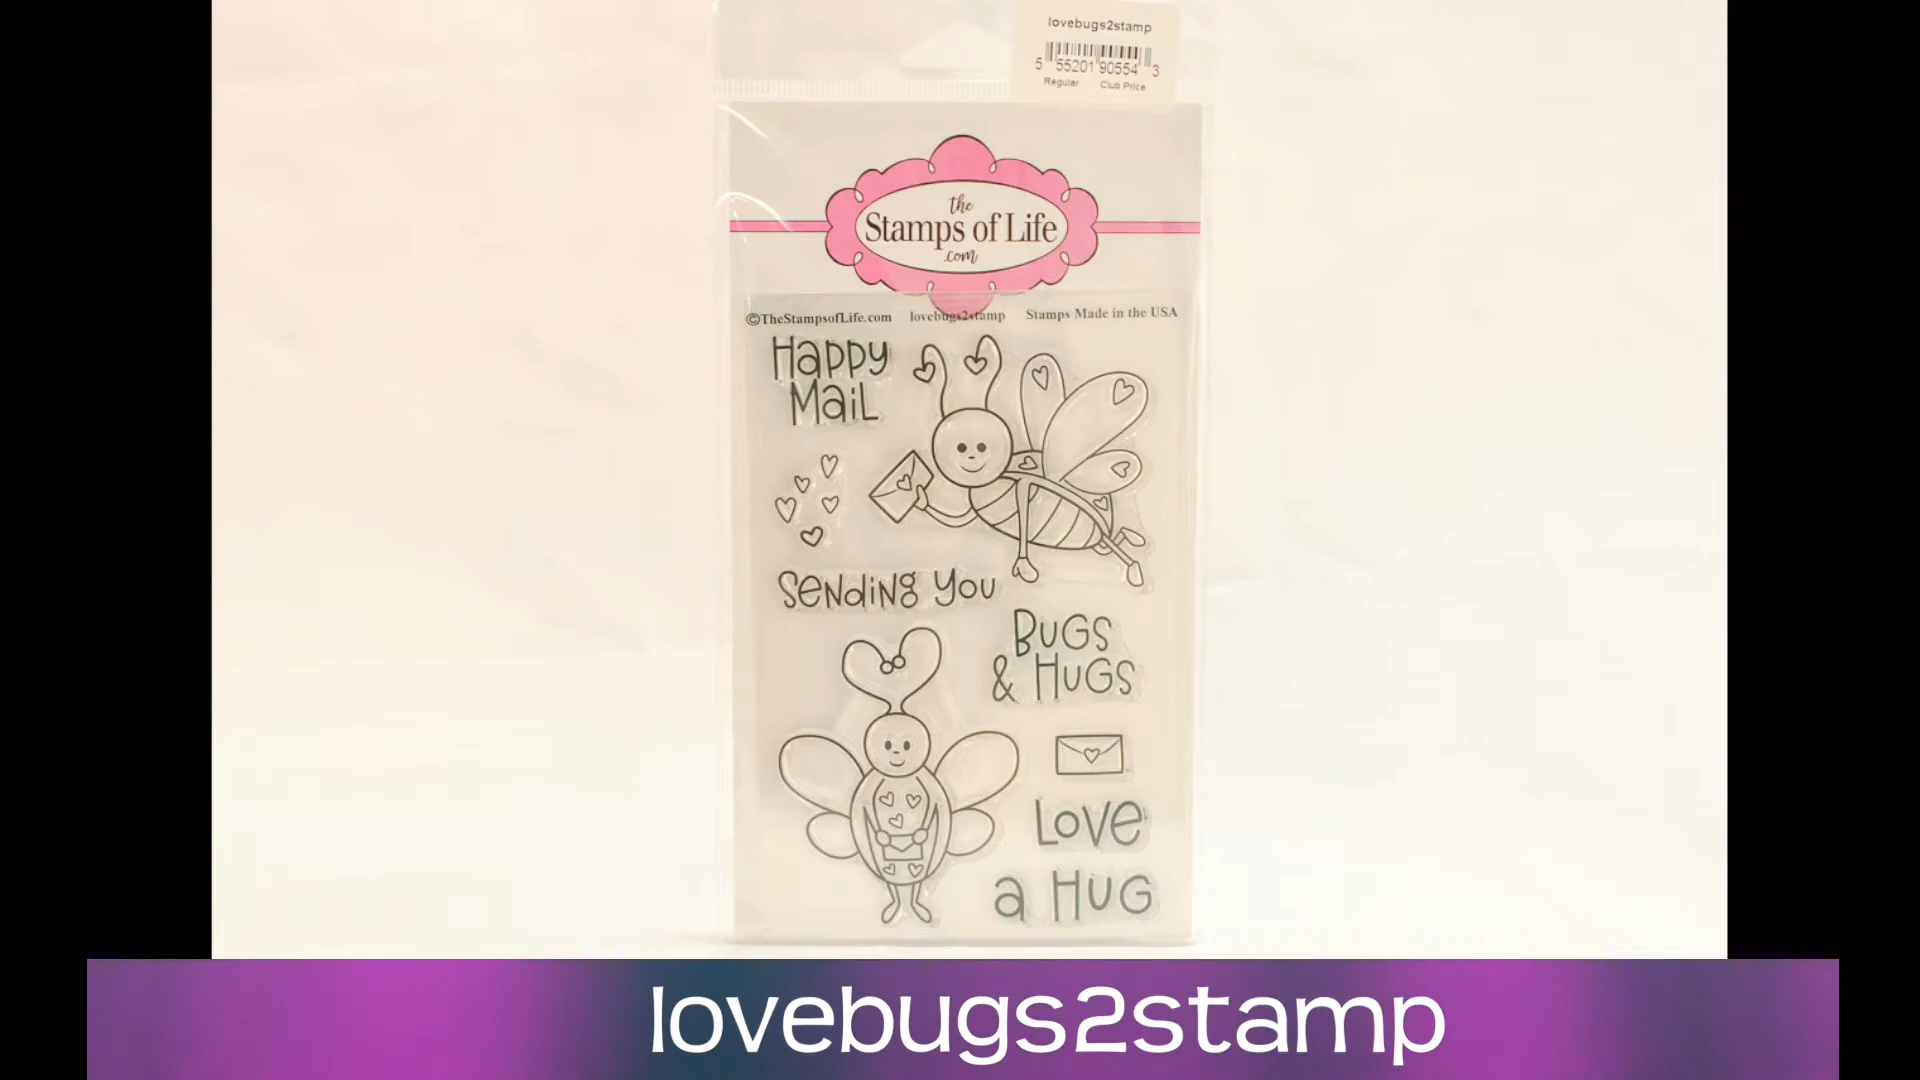 lovebugs2stamp
5 55201 90554 3
Regular Club Price
the
Stamps of Life
.com
©TheStampsofLife.com lovebugs2stamp Stamps Made in the USA
Happy
Mail
Sending You
Bugs
& Hugs
Love
a Hug
lovebugs2stamp